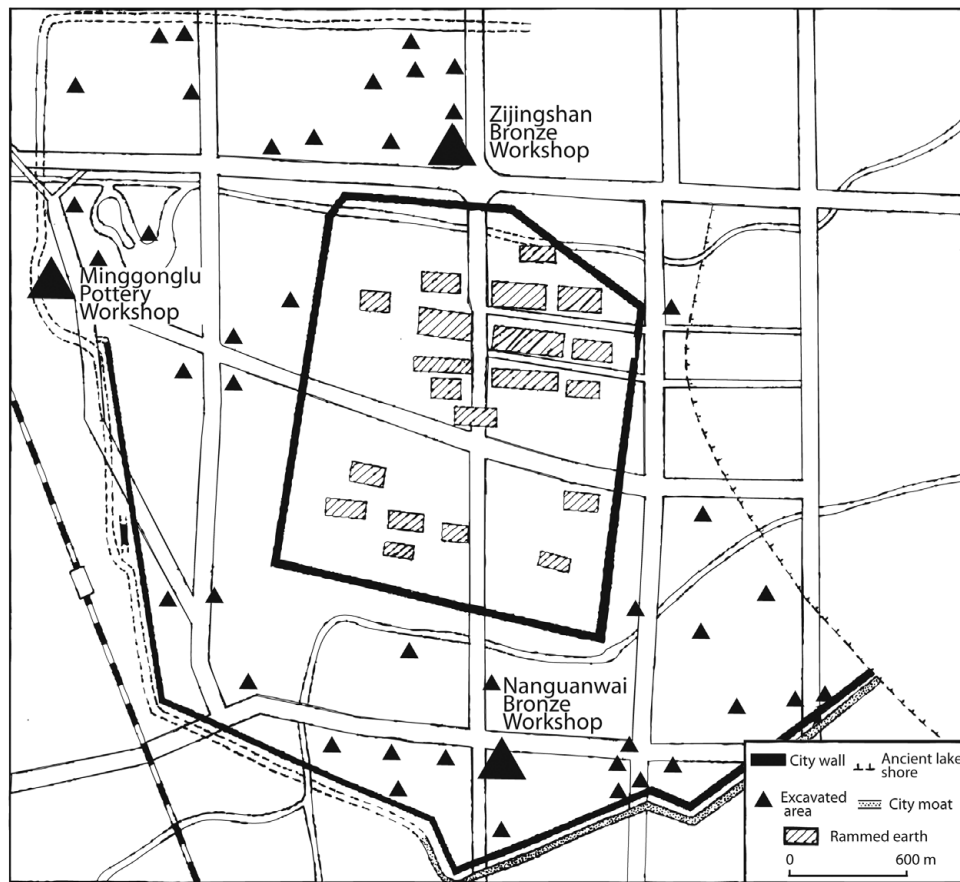 Zijingshan
Bronze
Workshop
Minggonglu
Pottery
Workshop
Nanguanwai
Bronze
Workshop
City wall
Ancient lake
shore
Excavated
area
City moat
Rammed earth
0 600 m